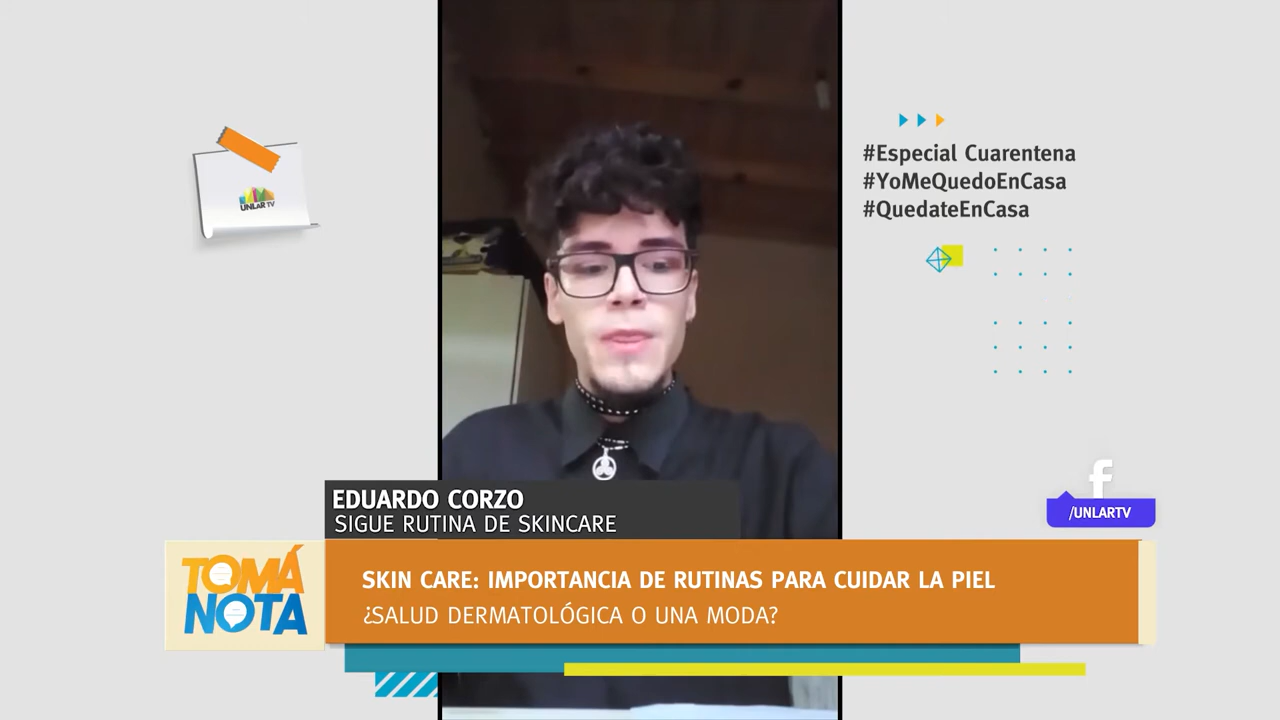 UNLAR TV
#Especial Cuarentena
#YoMeQuedoEnCasa
#QuedateEnCasa
f
/UNLARTV
EDUARDO CORZO
SIGUE RUTINA DE SKINCARE
TOMÁ
NOTA
SKIN CARE: IMPORTANCIA DE RUTINAS PARA CUIDAR LA PIEL
¿SALUD DERMATOLÓGICA O UNA MODA?